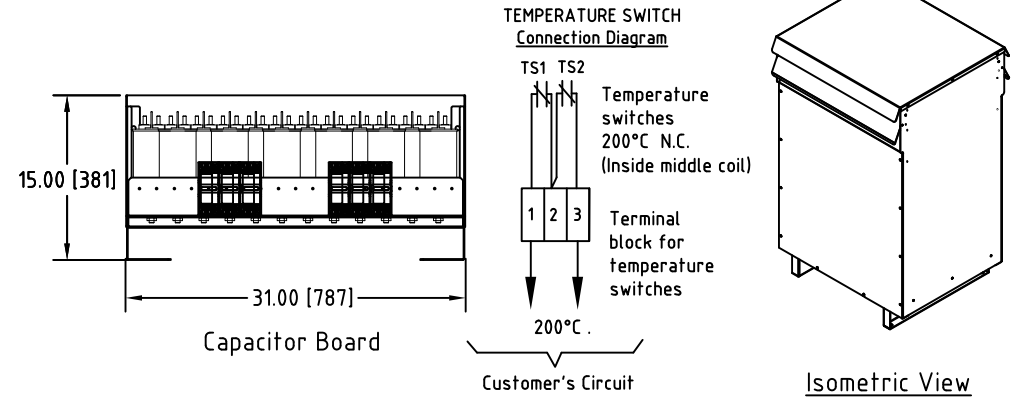 TEMPERATURE SWITCH
Connection Diagram
TS1 TS2
Temperature
switches
200°C N.C.
(Inside middle coil)
15.00 [381]
1 2 3
Terminal
block for
temperature
switches
31.00 [787]
200°C .
Capacitor Board
Customer's Circuit
Isometric View